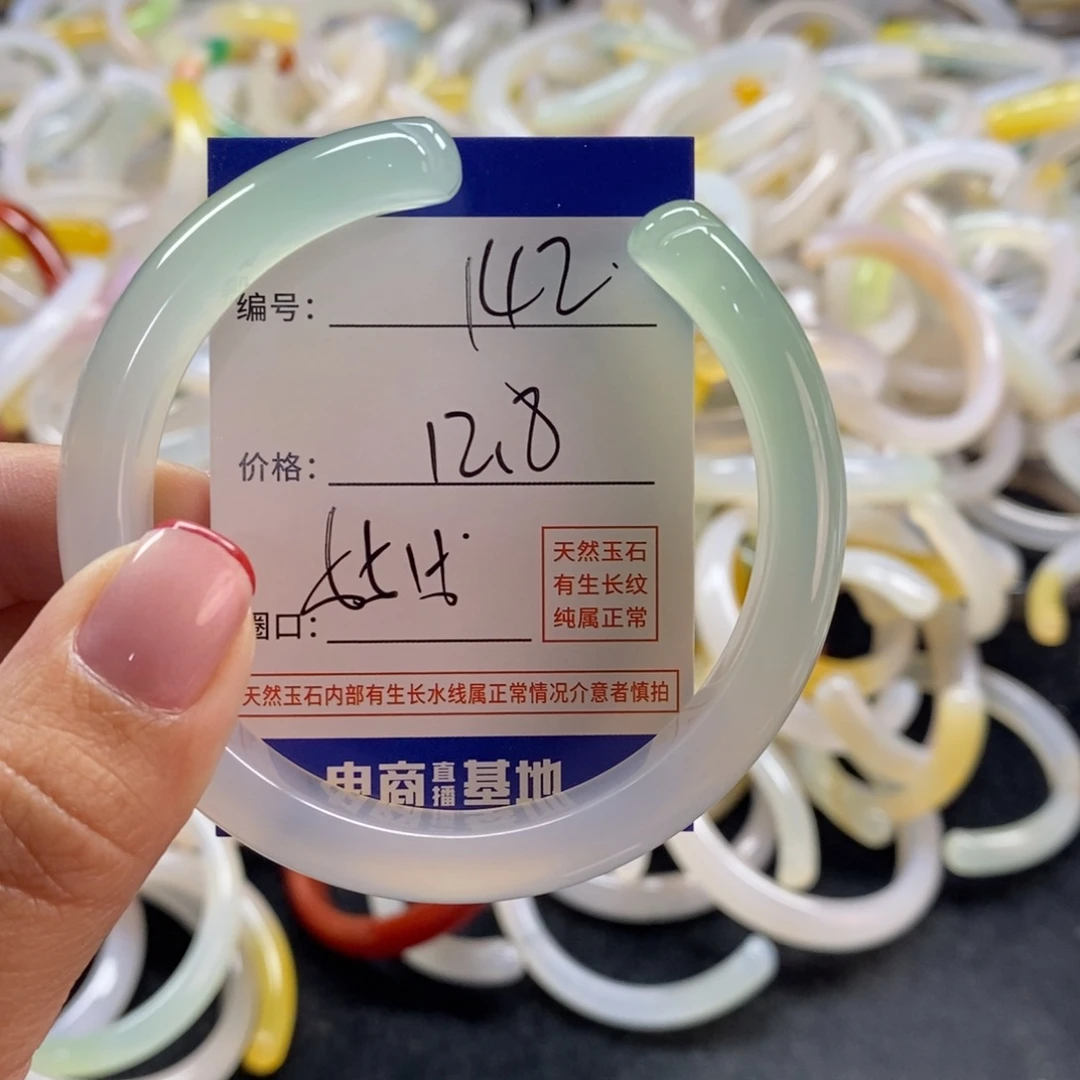 编号: 142
价格: 12.8
圈口:
天然玉石
有生长纹
纯属正常
天然玉石内部有生长水线属正常情况介意者慎拍
电商直播基地